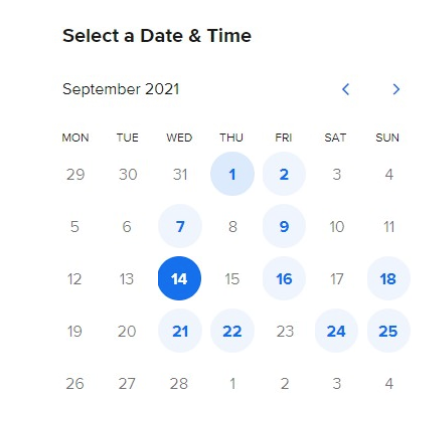 Select a Date & Time
September 2021
MON TUE WED THU FRI SAT SUN
29 30 31 1 2 3 4
5 6 7 8 9 10 11
12 13 14 15 16 17 18
19 20 21 22 23 24 25
26 27 28 1 2 3 4